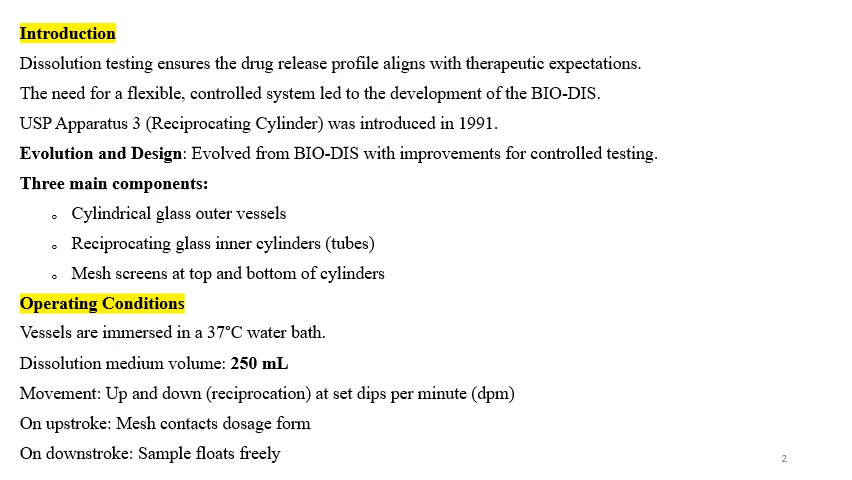 Introduction
Dissolution testing ensures the drug release profile aligns with therapeutic expectations.
The need for a flexible, controlled system led to the development of the BIO-DIS.
USP Apparatus 3 (Reciprocating Cylinder) was introduced in 1991.
Evolution and Design: Evolved from BIO-DIS with improvements for controlled testing.
Three main components:
o Cylindrical glass outer vessels
o Reciprocating glass inner cylinders (tubes)
o Mesh screens at top and bottom of cylinders
Operating Conditions
Vessels are immersed in a 37°C water bath.
Dissolution medium volume: 250 mL
Movement: Up and down (reciprocation) at set dips per minute (dpm)
On upstroke: Mesh contacts dosage form
On downstroke: Sample floats freely
2